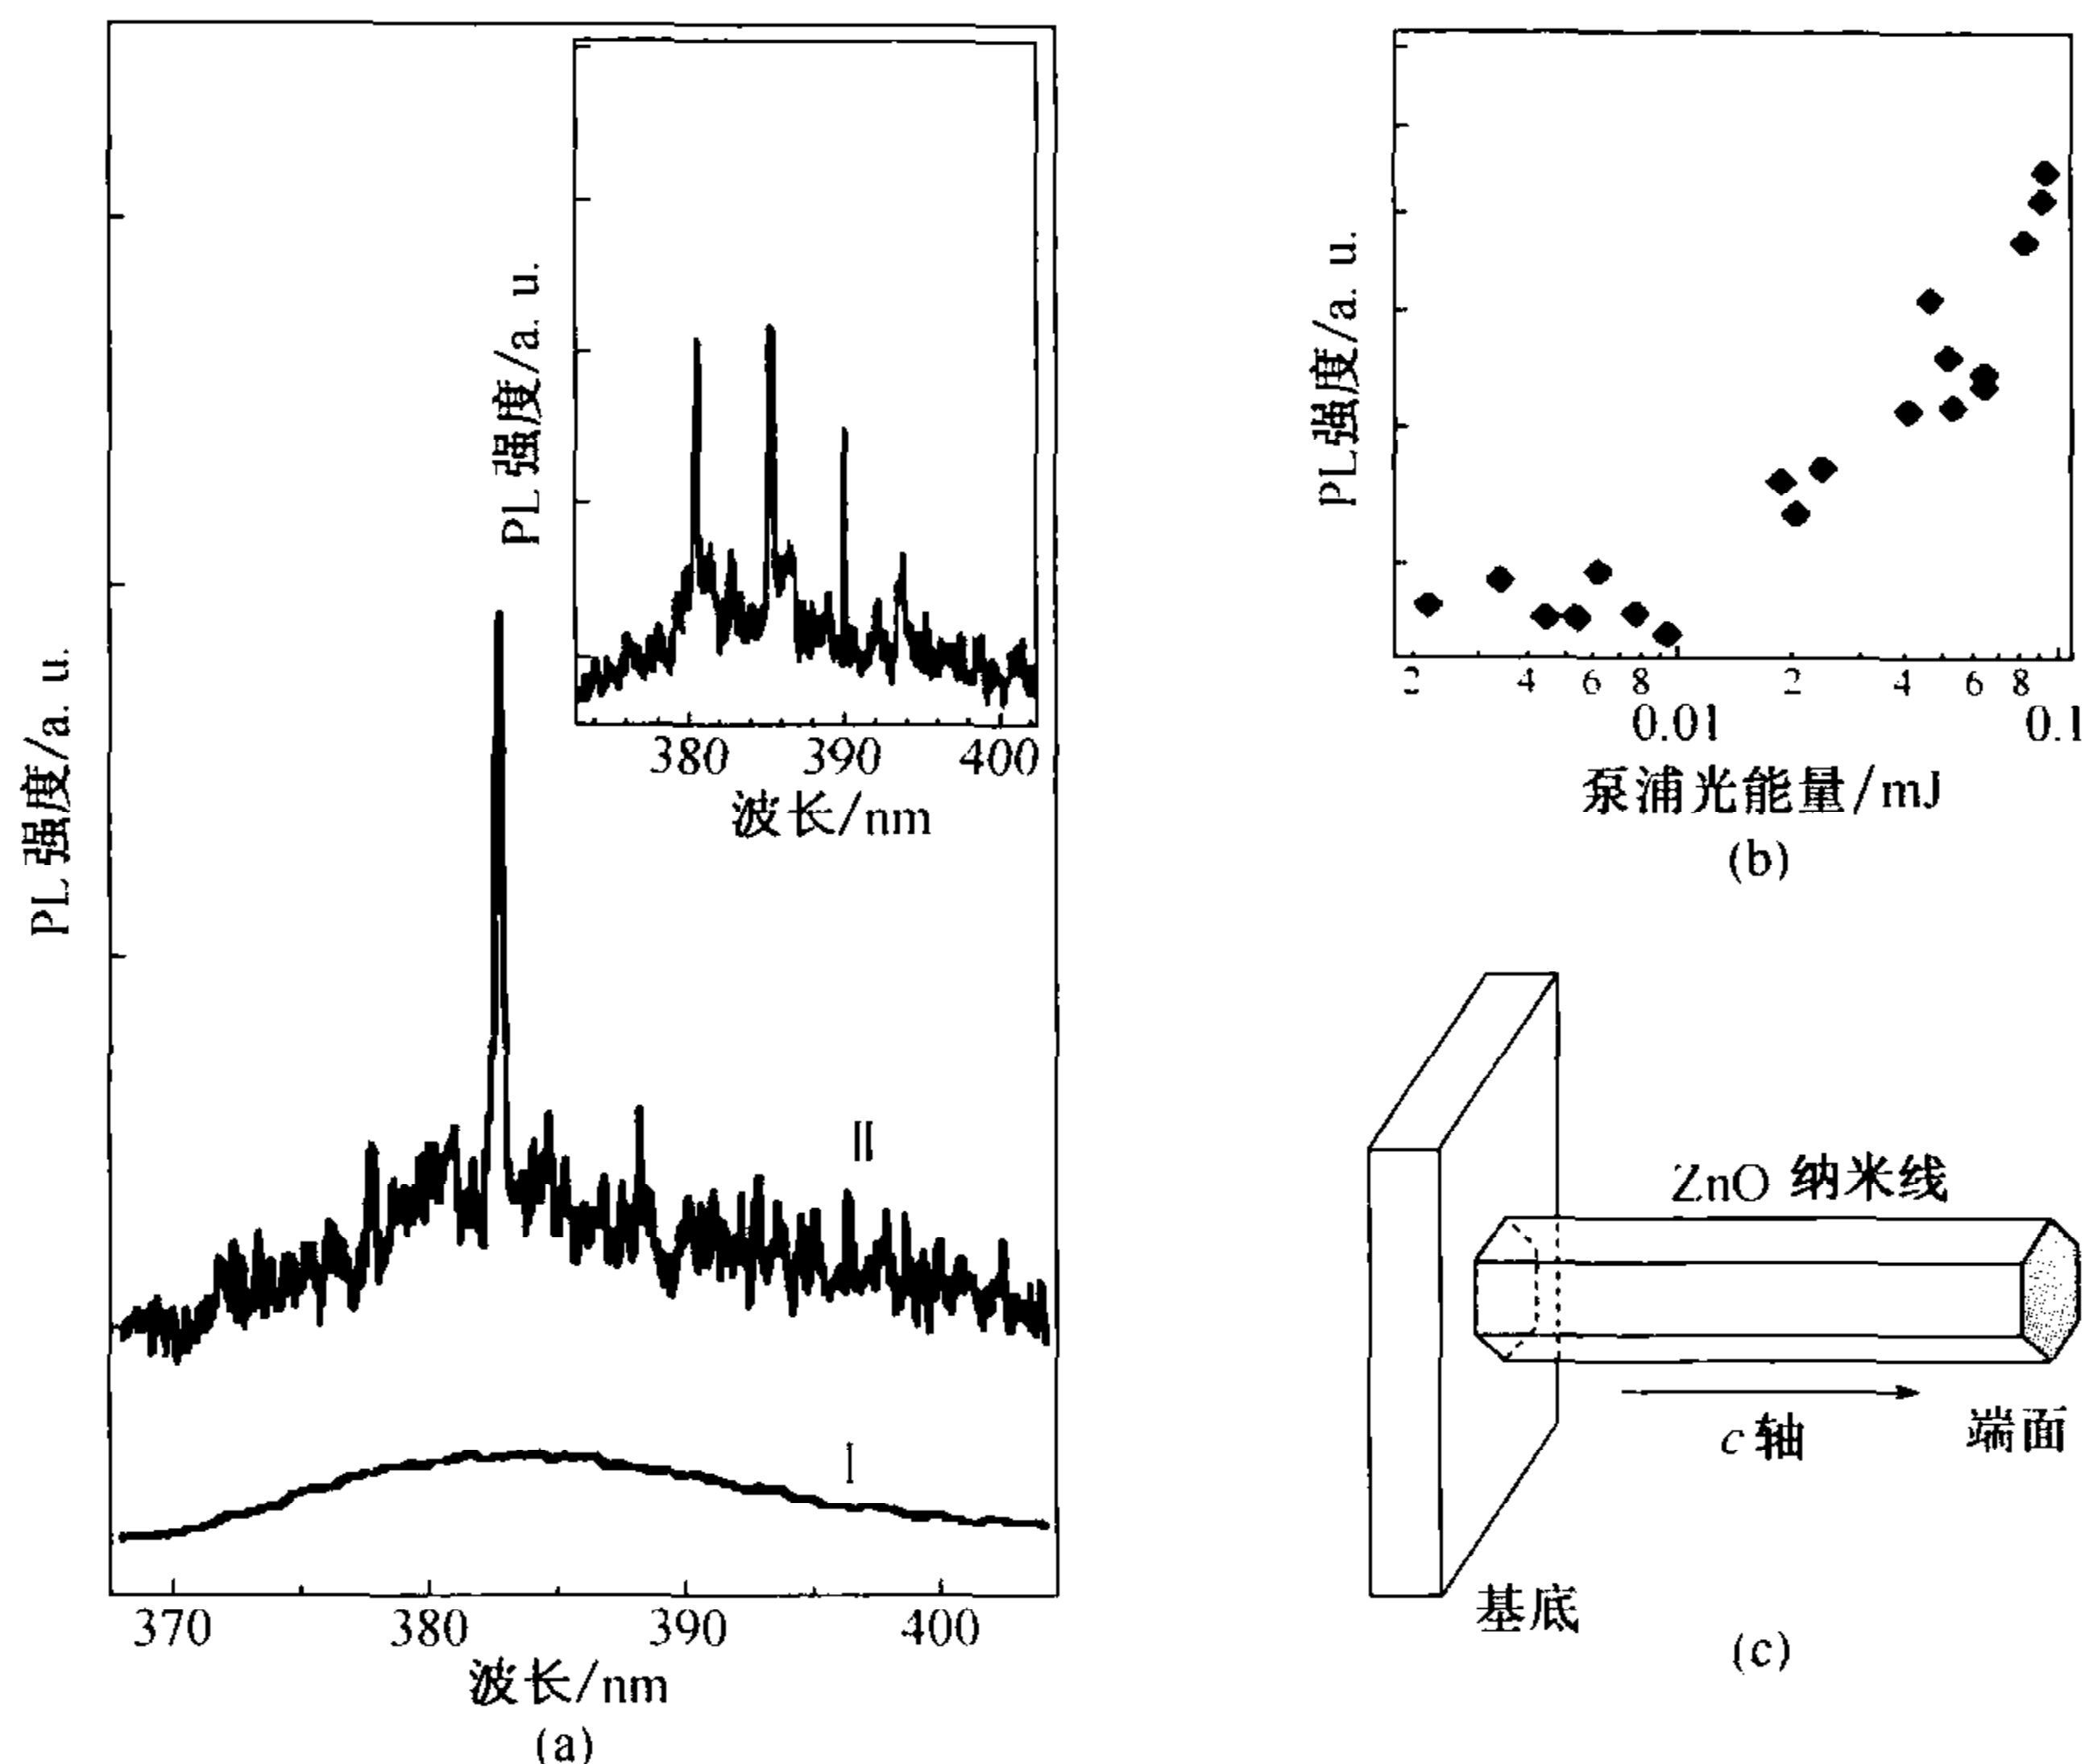 PL 强度/a. u.
PL 强度/a. u.
380 390 400
波长/nm
II
I
370 380 390 400
波长/nm
(a)
PL强度/a. u.
2 4 6 8 2 4 6 8
0.01 0.1
泵浦光能量/mJ
(b)
ZnO 纳米线
c 轴
端面
基底
(c)